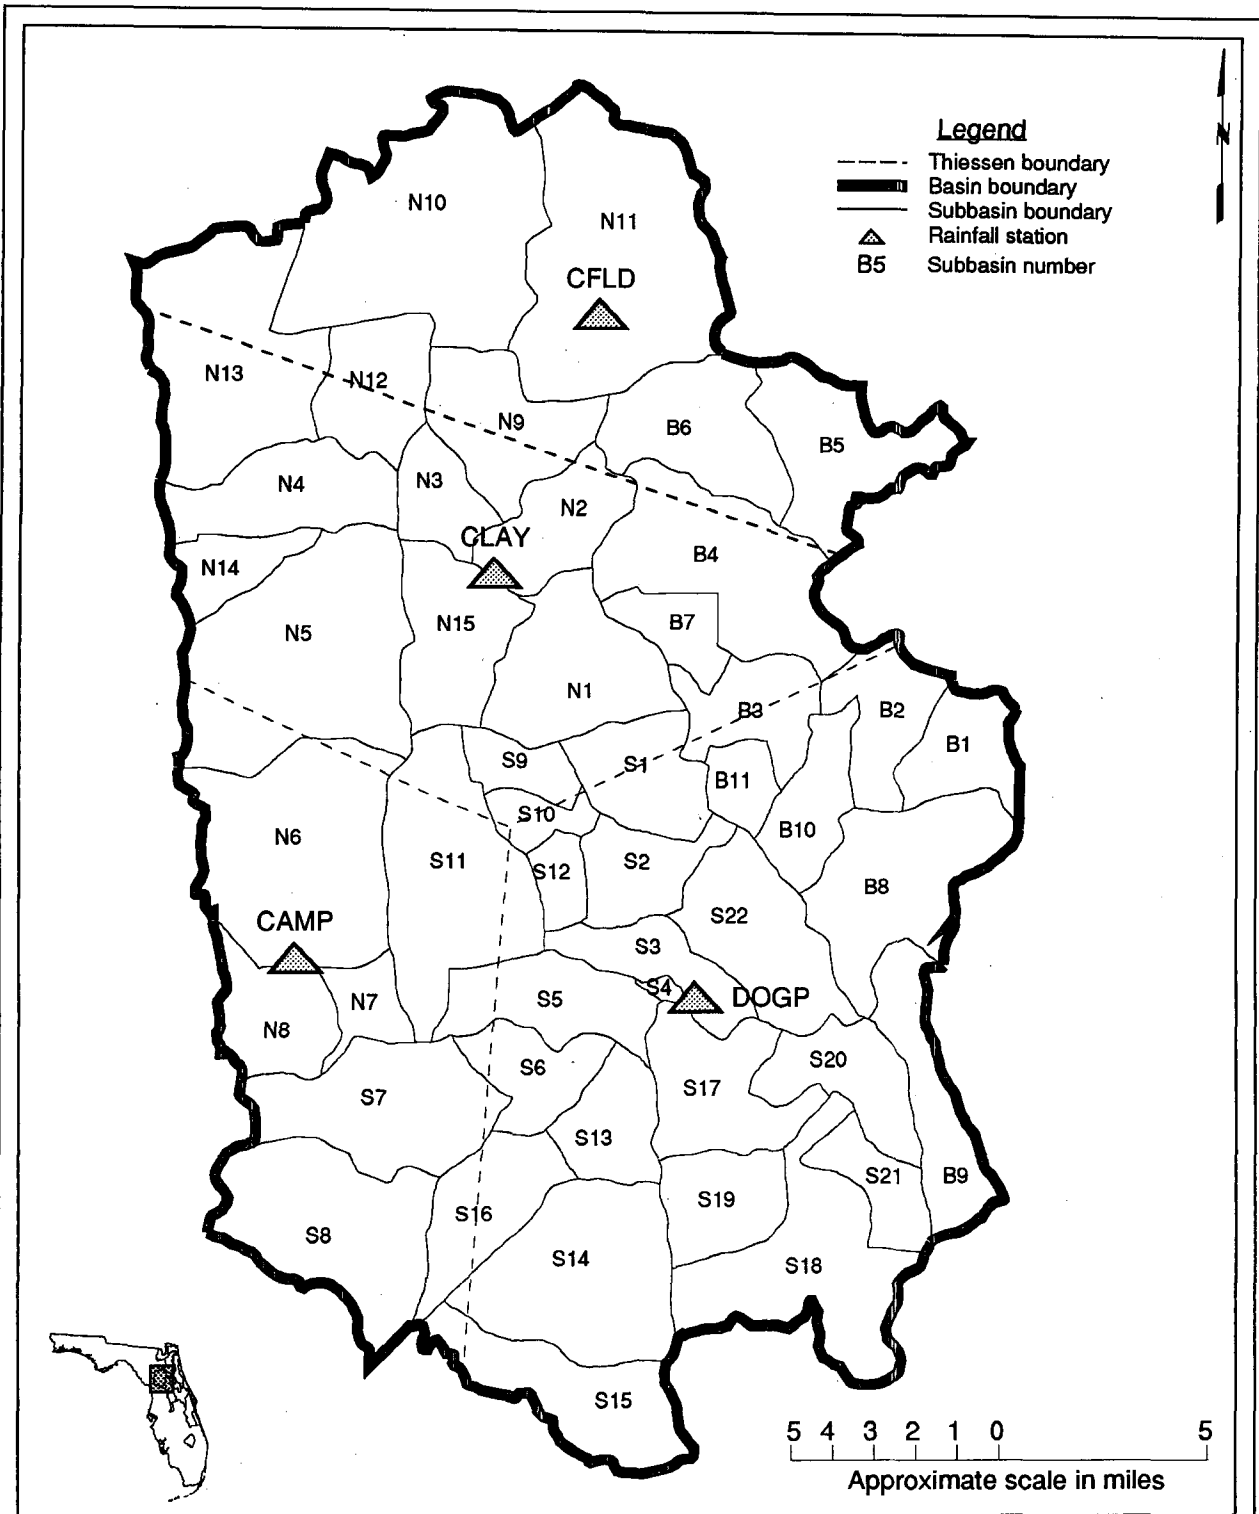 N
Legend
Thiessen boundary
Basin boundary
Subbasin boundary
Rainfall station
B5 Subbasin number
N10
N11
CFLD
N13
N12
N9
B6
B5
N4
N3
N2
CLAY
B4
N14
N15
B7
N5
N1
B3
B2
B1
S9
S1
B11
S10
B10
N6
S11
S12
S2
B8
CAMP
S22
S3
S4
DOGP
N7
S5
N8
S6
S20
S7
S17
S13
S21
B9
S19
S16
S8
S14
S18
S15
5 4 3 2 1 0 5
Approximate scale in miles